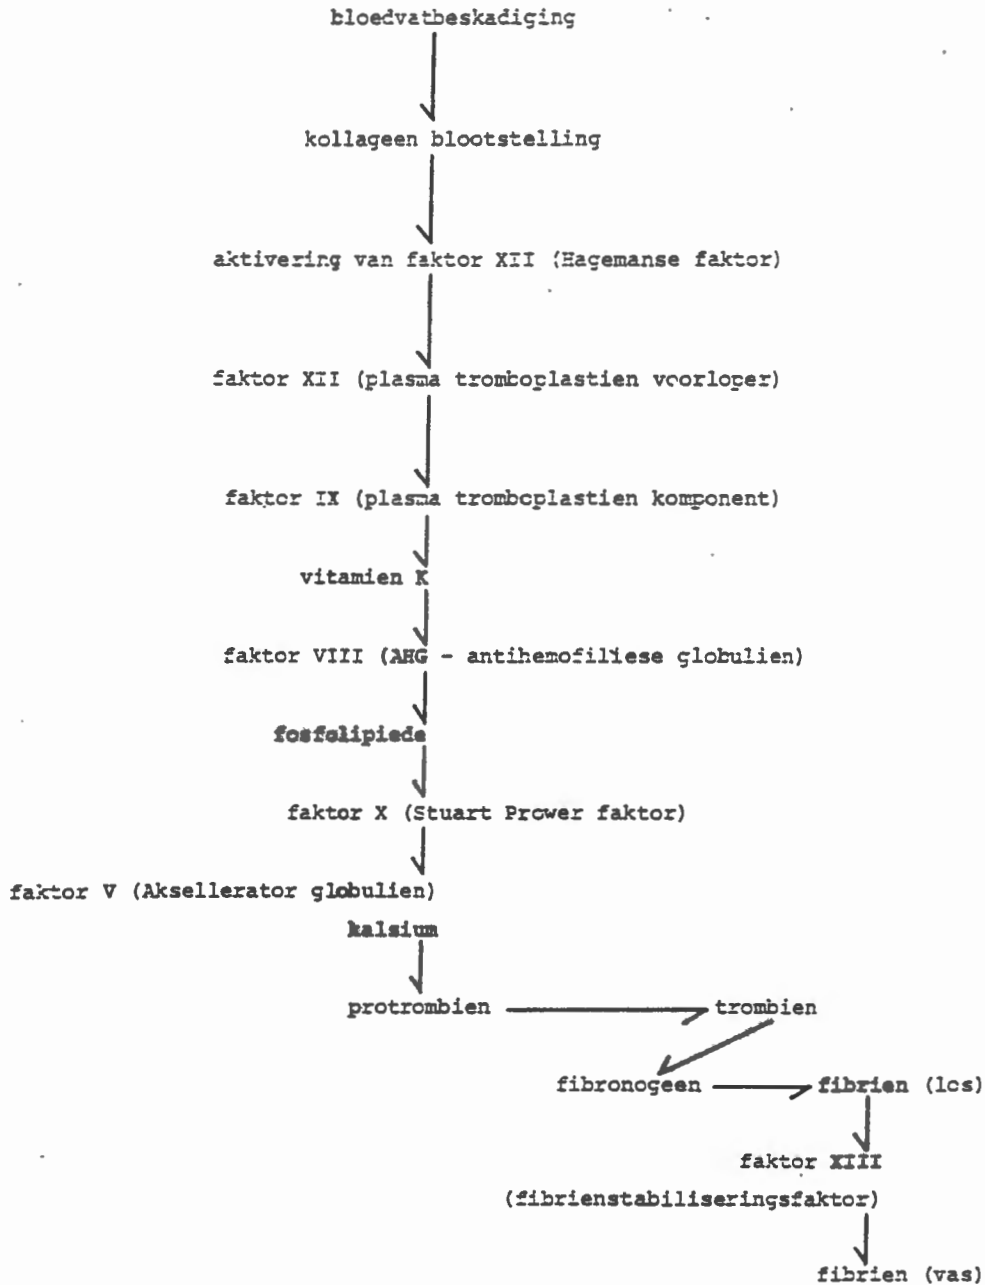 bloedvatbeskadiging
kollageen blootstelling
aktivering van faktor XII (Hagemanse faktor)
faktor XII (plasma tromboplastien voorloper)
faktor IX (plasma tromboplastien komponent)
vitamien K
faktor VIII (AHG - antihemofiliese globulien)
fosfolipiede
faktor X (Stuart Prower faktor)
faktor V (Aksellerator globulien)
kalsium
protrombien trombien
fibronogeen fibrien (los)
faktor XIII
(fibrienstabiliseringsfaktor)
fibrien (vas)